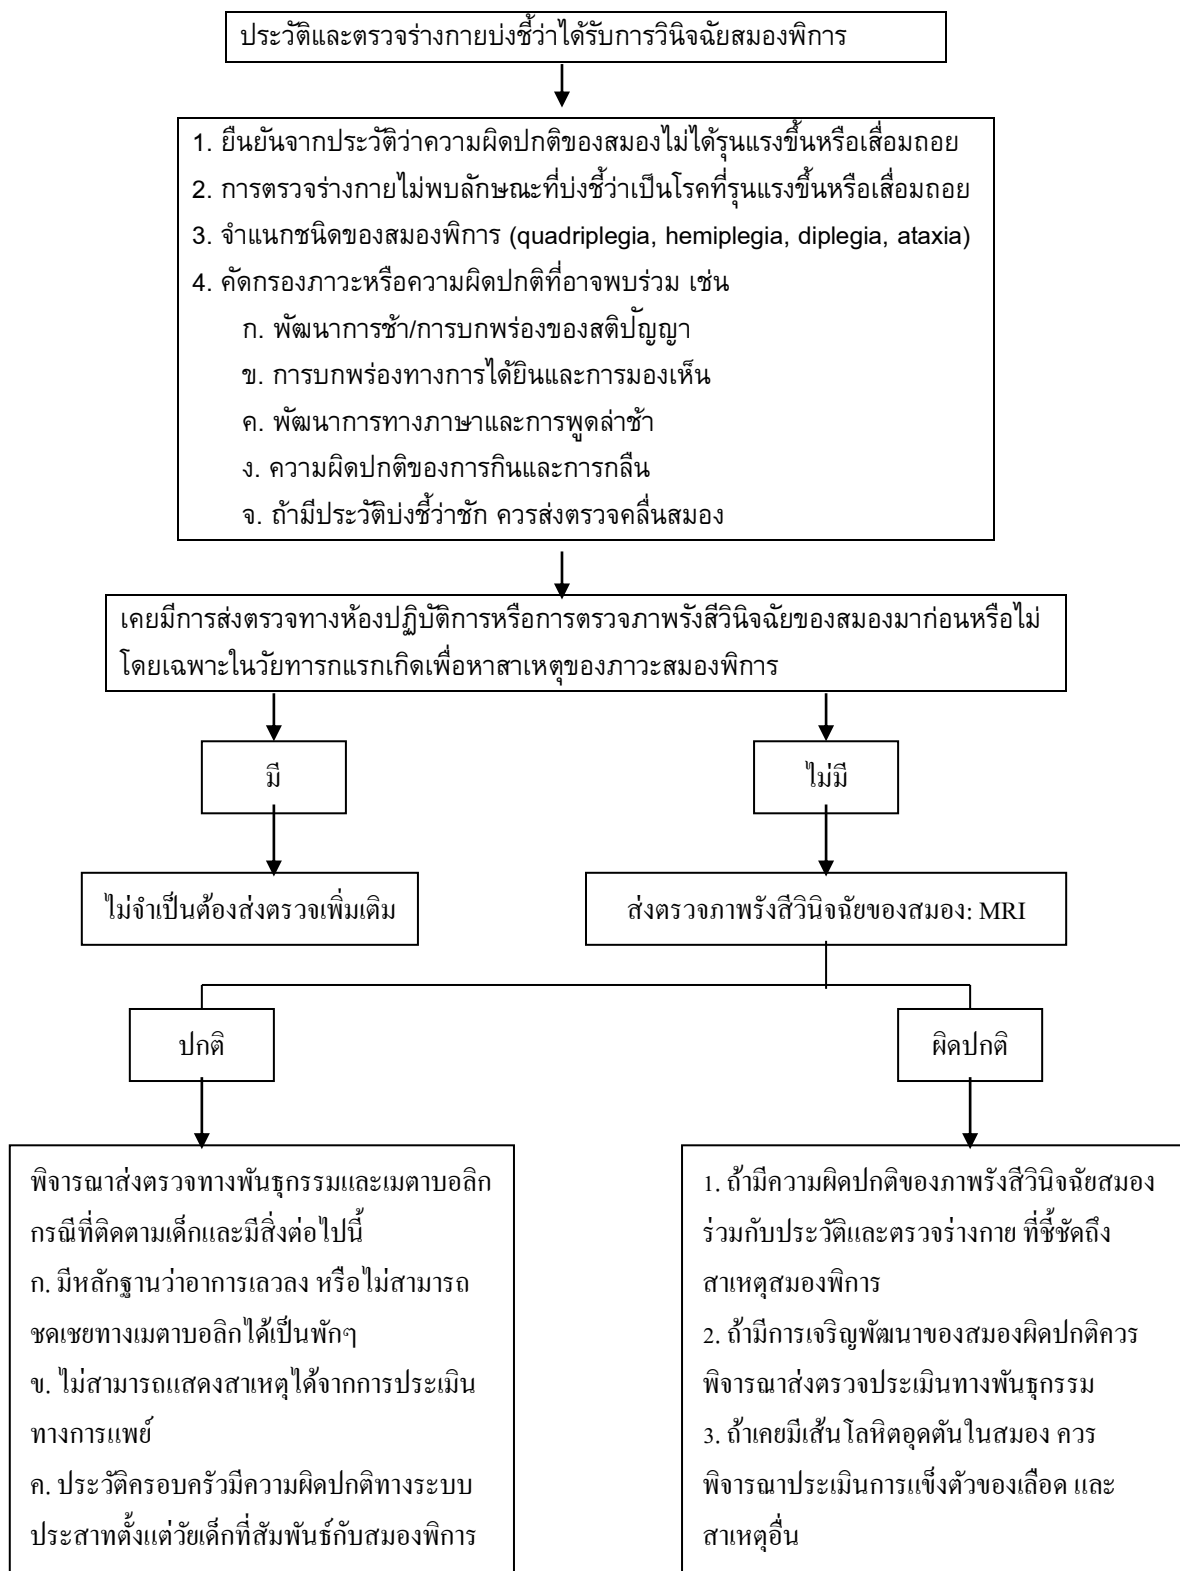 ประวัติและตรวจร่างกายบ่งชี้ว่าได้รับการวินิจฉัยสมองพิการ
1. ยืนยันจากประวัติว่าความผิดปกติของสมองไม่ได้รุนแรงขึ้นหรือเสื่อมถอย
2. การตรวจร่างกายไม่พบลักษณะที่บ่งชี้ว่าเป็นโรคที่รุนแรงขึ้นหรือเสื่อมถอย
3. จำแนกชนิดของสมองพิการ (quadriplegia, hemiplegia, diplegia, ataxia)
4. คัดกรองภาวะหรือความผิดปกติที่อาจพบร่วม เช่น
ก. พัฒนาการช้า/การบกพร่องของสติปัญญา
ข. การบกพร่องทางการได้ยินและการมองเห็น
ค. พัฒนาการทางภาษาและการพูดล่าช้า
ง. ความผิดปกติของการกินและการกลืน
จ. ถ้ามีประวัติบ่งชี้ว่าชัก ควรส่งตรวจคลื่นสมอง
เคยมีการส่งตรวจทางห้องปฏิบัติการหรือการตรวจภาพรังสีวินิจฉัยของสมองมาก่อนหรือไม่
โดยเฉพาะในวัยทารกแรกเกิดเพื่อหาสาเหตุของภาวะสมองพิการ
มี
ไม่มี
ไม่จำเป็นต้องส่งตรวจเพิ่มเติม
ส่งตรวจภาพรังสีวินิจฉัยของสมอง: MRI
ปกติ
ผิดปกติ
พิจารณาส่งตรวจทางพันธุกรรมและเมตาบอลิก
กรณีที่ติดตามเด็กและมีสิ่งต่อไปนี้
ก. มีหลักฐานว่าอาการเลวลง หรือไม่สามารถ
ชดเชยทางเมตาบอลิกได้เป็นพักๆ
ข. ไม่สามารถแสดงสาเหตุได้จากการประเมิน
ทางการแพย์
ค. ประวัติครอบครัวมีความผิดปกติทางระบบ
ประสาทตั้งแต่วัยเด็กที่สัมพันธ์กับสมองพิการ
1. ถ้ามีความผิดปกติของภาพรังสีวินิจฉัยสมอง
ร่วมกับประวัติและตรวจร่างกาย ที่ชี้ชัดถึง
สาเหตุสมองพิการ
2. ถ้ามีการเจริญพัฒนาของสมองผิดปกติควร
พิจารณาส่งตรวจประเมินทางพันธุกรรม
3. ถ้าเคยมีเส้นโลหิตอุดตันในสมอง ควร
พิจารณาประเมินการแข็งตัวของเลือด และ
สาเหตุอื่น